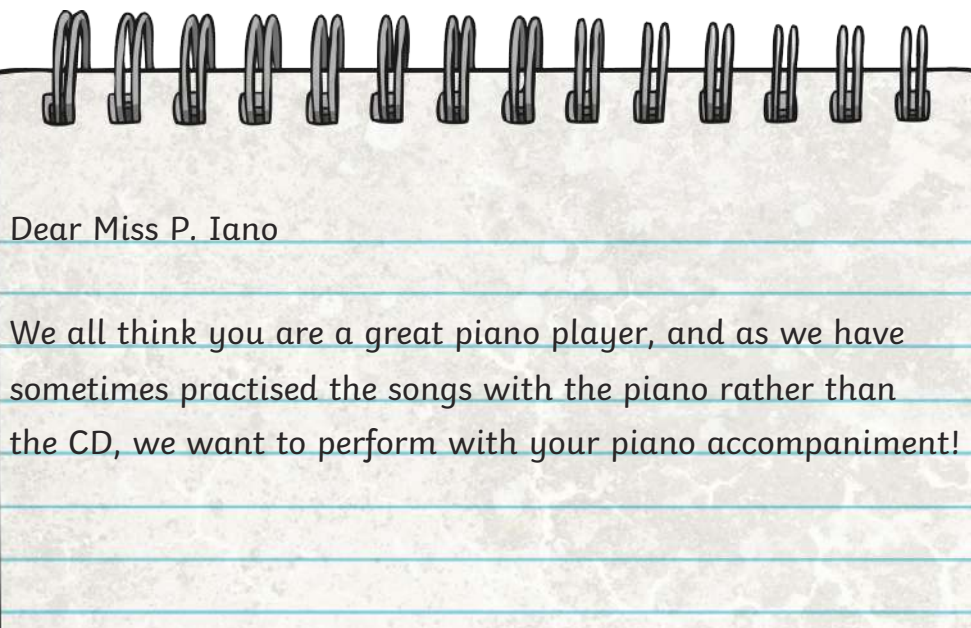 Dear Miss P. Iano
We all think you are a great piano player, and as we have
sometimes practised the songs with the piano rather than
the CD, we want to perform with your piano accompaniment!